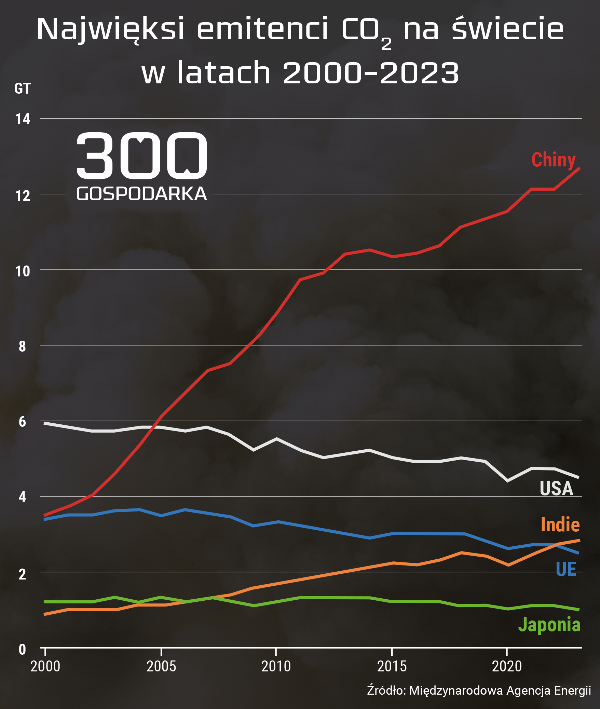 Najwięksi emitenci CO₂ na świecie
w latach 2000-2023
GT
14
300
GOSPODARKA
Chiny
12
10
8
6
USA
4
Indie
UE
2
Japonia
0
2000 2005 2010 2015 2020
Źródło: Międzynarodowa Agencja Energii